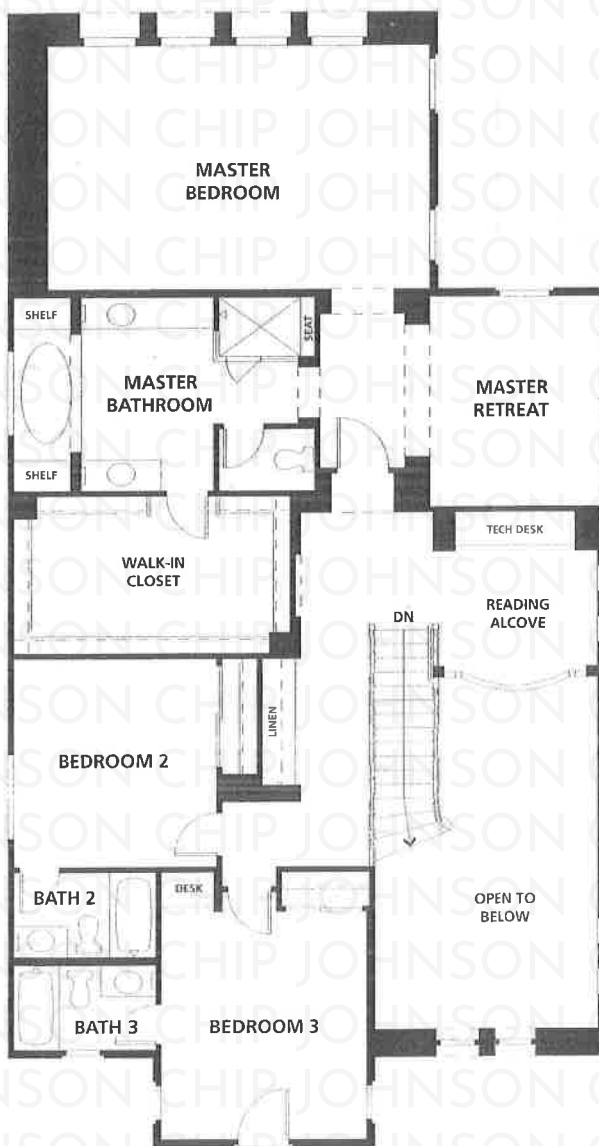 MASTER
BEDROOM
SHELF
SEAT
MASTER
BATHROOM
MASTER
RETREAT
SHELF
TECH DESK
WALK-IN
CLOSET
READING
ALCOVE
DN
LINEN
BEDROOM 2
DESK
BATH 2
OPEN TO
BELOW
BATH 3
BEDROOM 3
CHIP JOHNSON